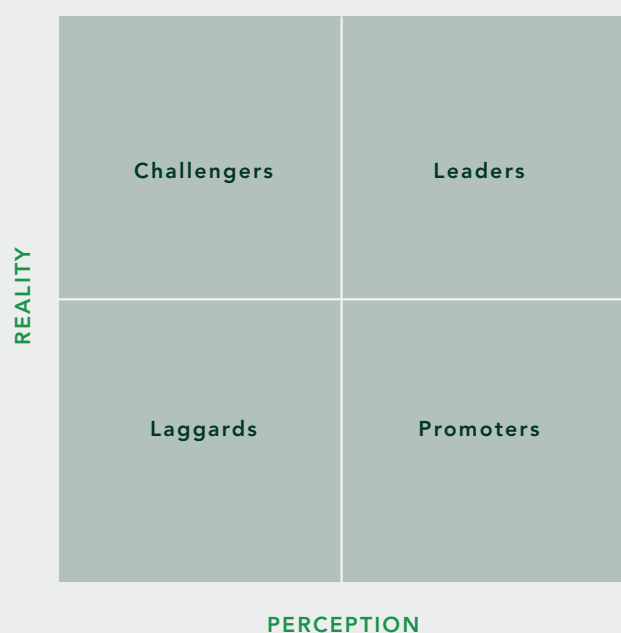 Challengers
Leaders
REALITY
Laggards
Promoters
PERCEPTION